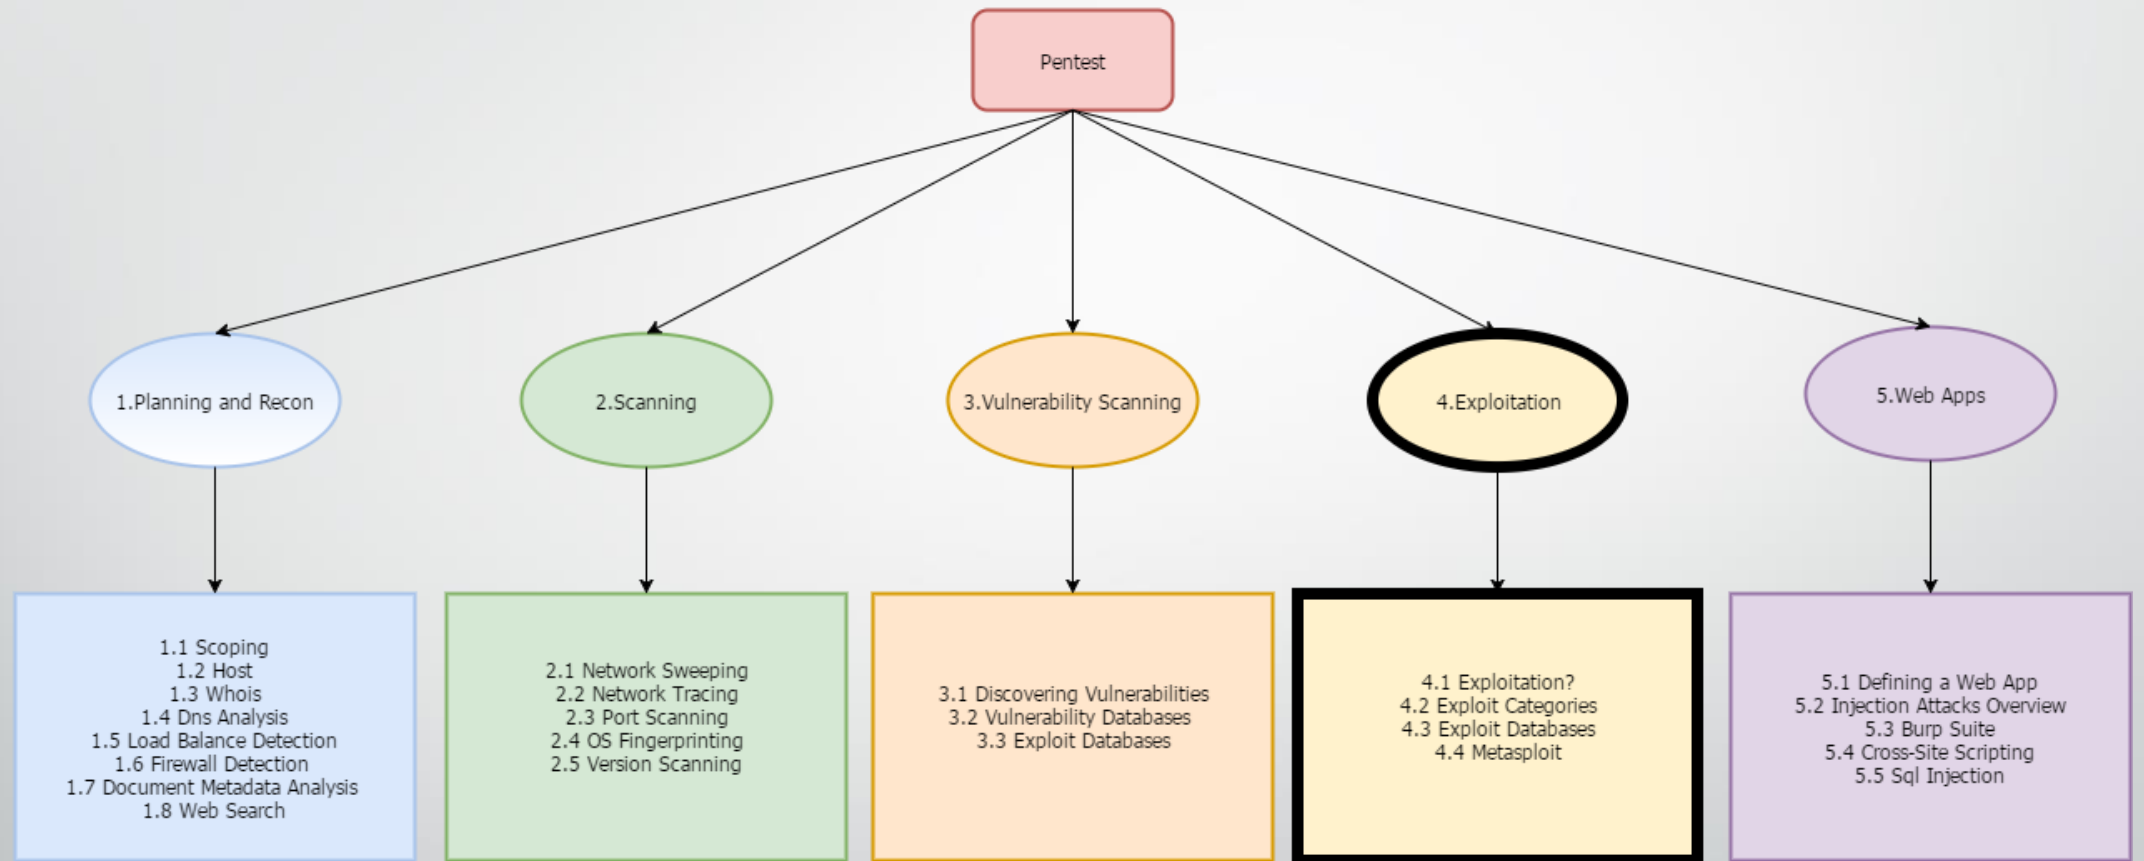 Pentest
1.Planning and Recon
2.Scanning
3.Vulnerability Scanning
4.Exploitation
5.Web Apps
1.1 Scoping
1.2 Host
1.3 Whois
1.4 Dns Analysis
1.5 Load Balance Detection
1.6 Firewall Detection
1.7 Document Metadata Analysis
1.8 Web Search
2.1 Network Sweeping
2.2 Network Tracing
2.3 Port Scanning
2.4 OS Fingerprinting
2.5 Version Scanning
3.1 Discovering Vulnerabilities
3.2 Vulnerability Databases
3.3 Exploit Databases
4.1 Exploitation?
4.2 Exploit Categories
4.3 Exploit Databases
4.4 Metasploit
5.1 Defining a Web App
5.2 Injection Attacks Overview
5.3 Burp Suite
5.4 Cross-Site Scripting
5.5 Sql Injection